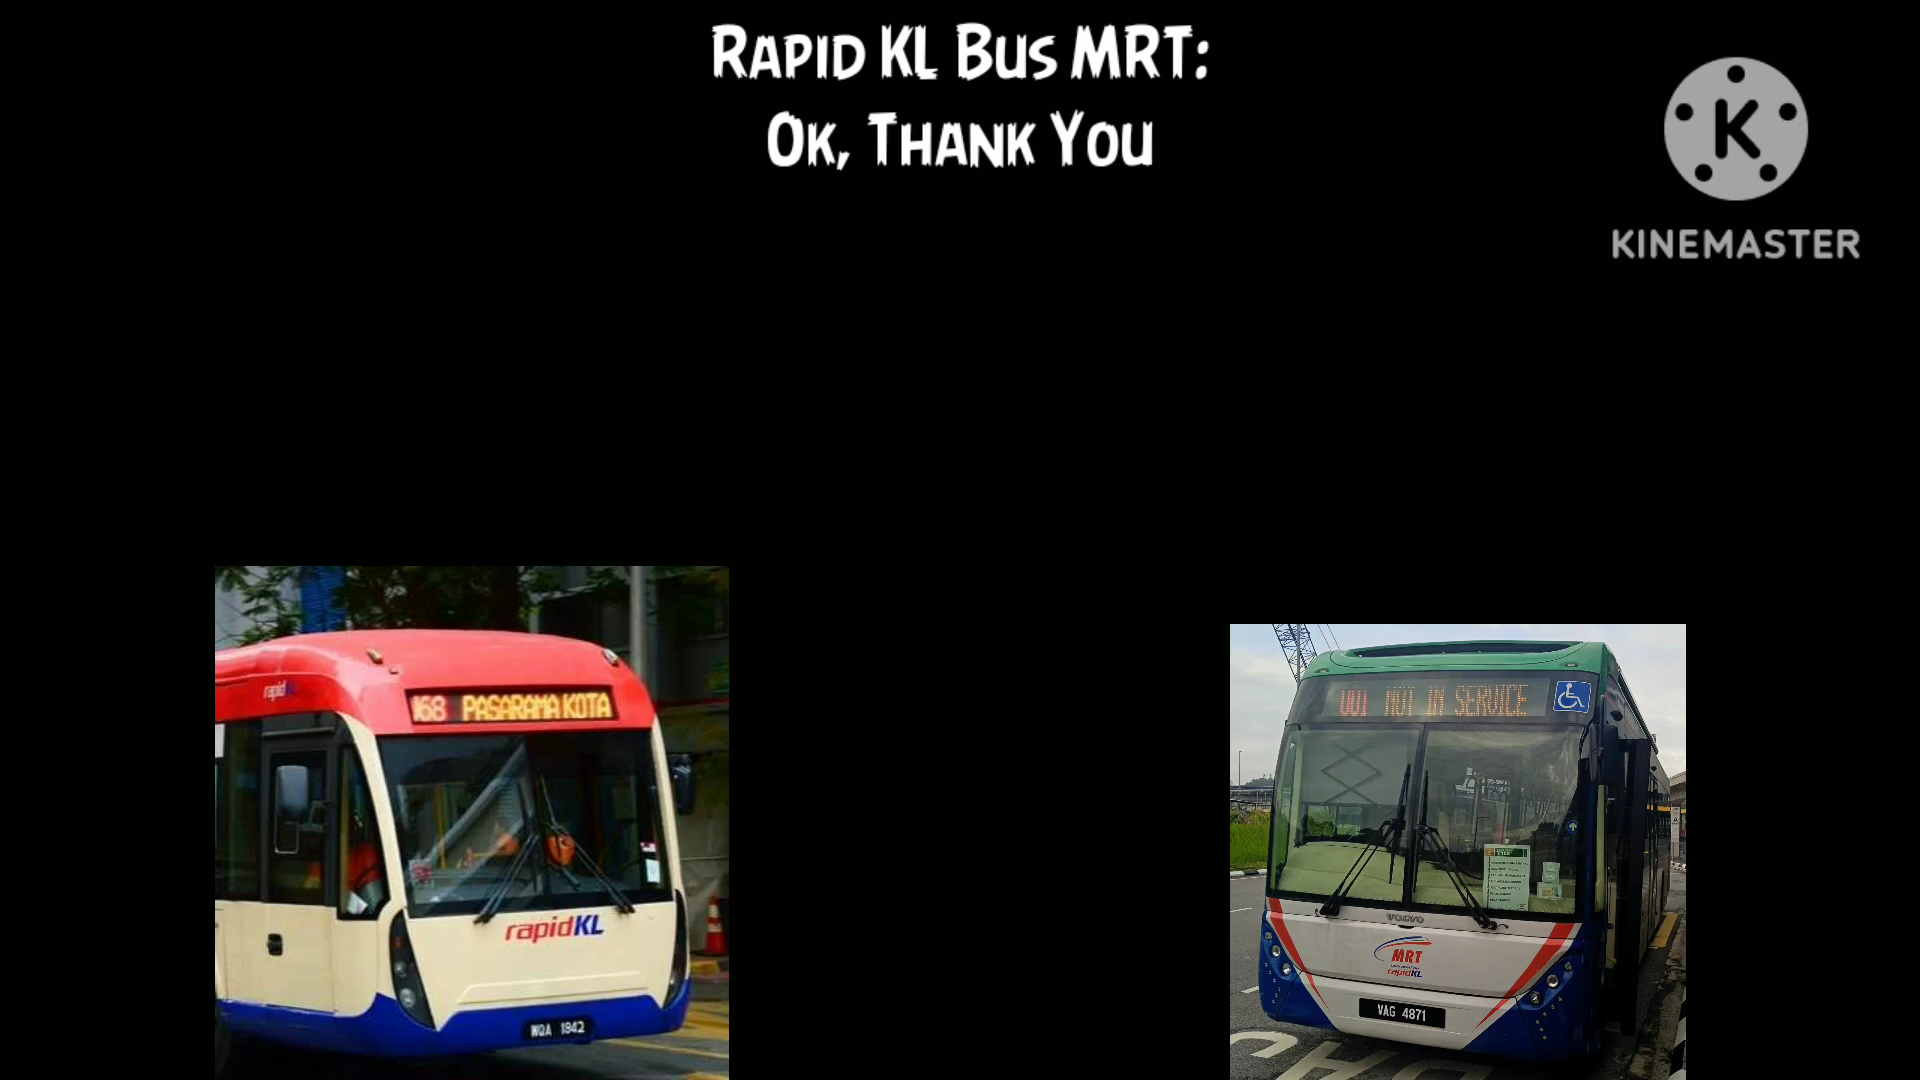 Rapid KL Bus MRT:
Ok, Thank You
K
KINEMASTER
rapidKL
168 PASARAMA KOTA
rapidKL
WQA 1942
001 NOT IN SERVICE
VOLVO
MRT
rapidKL
VAG 4871